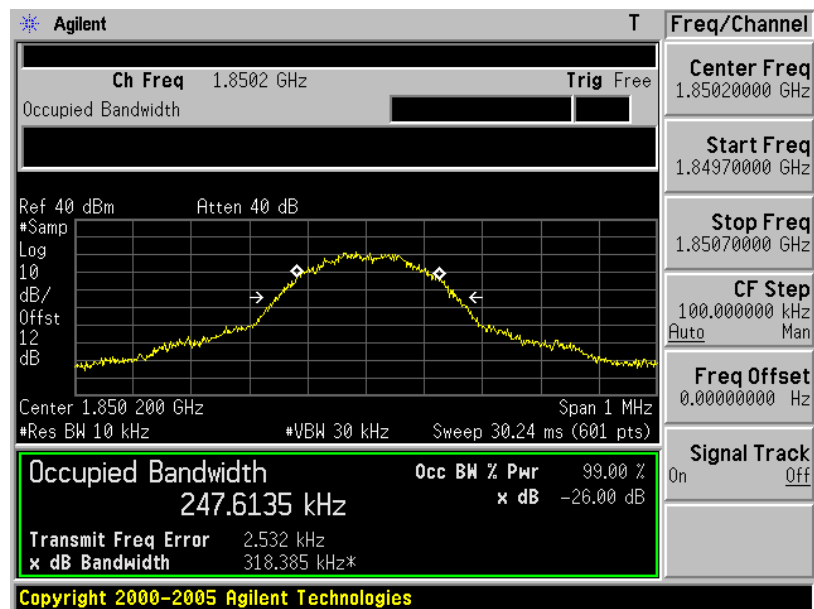 Agilent T Freq/Channel
Ch Freq 1.8502 GHz Trig Free
Occupied Bandwidth
Center Freq
1.85020000 GHz
Start Freq
1.84970000 GHz
Stop Freq
1.85070000 GHz
CF Step
100.000000 kHz
Auto Man
Freq Offset
0.00000000 Hz
Signal Track
On Off
Ref 40 dBm Atten 40 dB
#Samp
Log
10
dB/
Offst
12
dB
Center 1.850 200 GHz Span 1 MHz
#Res BW 10 kHz #VBW 30 kHz Sweep 30.24 ms (601 pts)
Occupied Bandwidth Occ BW % Pwr 99.00 %
247.6135 kHz x dB -26.00 dB
Transmit Freq Error 2.532 kHz
x dB Bandwidth 318.385 kHz*
Copyright 2000-2005 Agilent Technologies